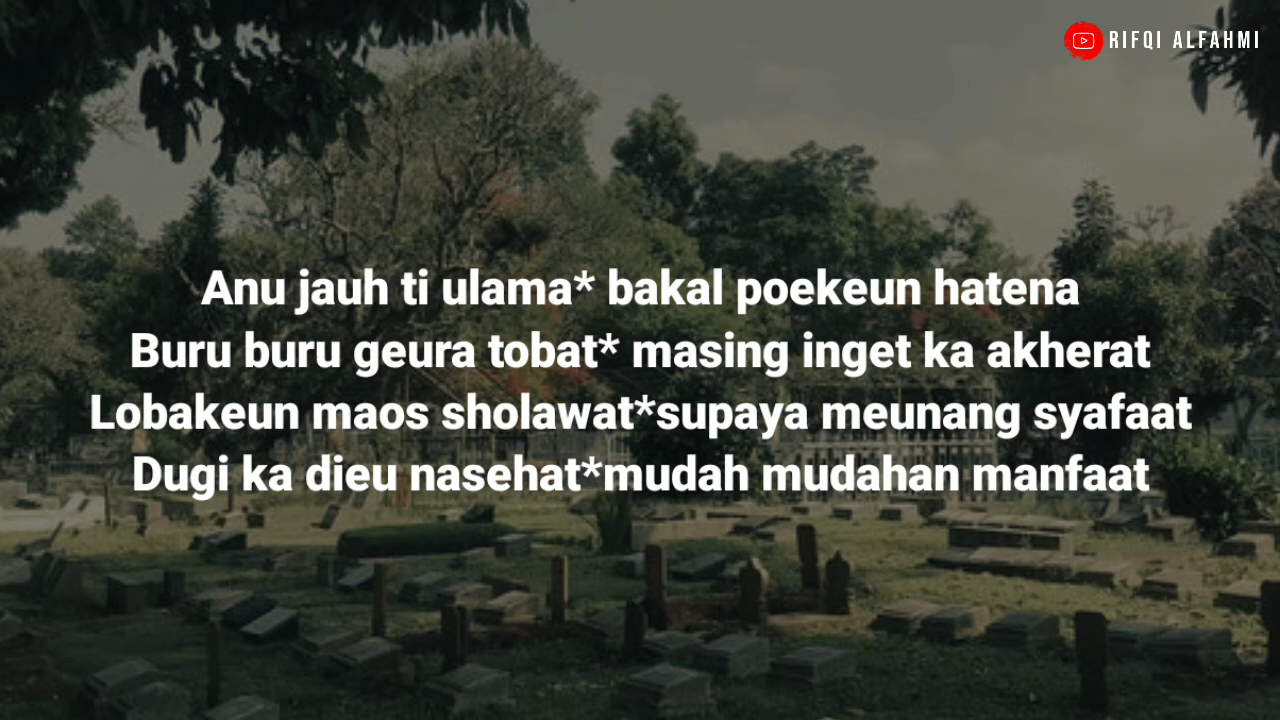 RIFQI ALFAHMI
Anu jauh ti ulama* bakal poekeun hatena
Buru buru geura tobat* masing inget ka akherat
Lobakeun maos sholawat*supaya meunang syafaat
Dugi ka dieu nasehat*mudah mudahan manfaat